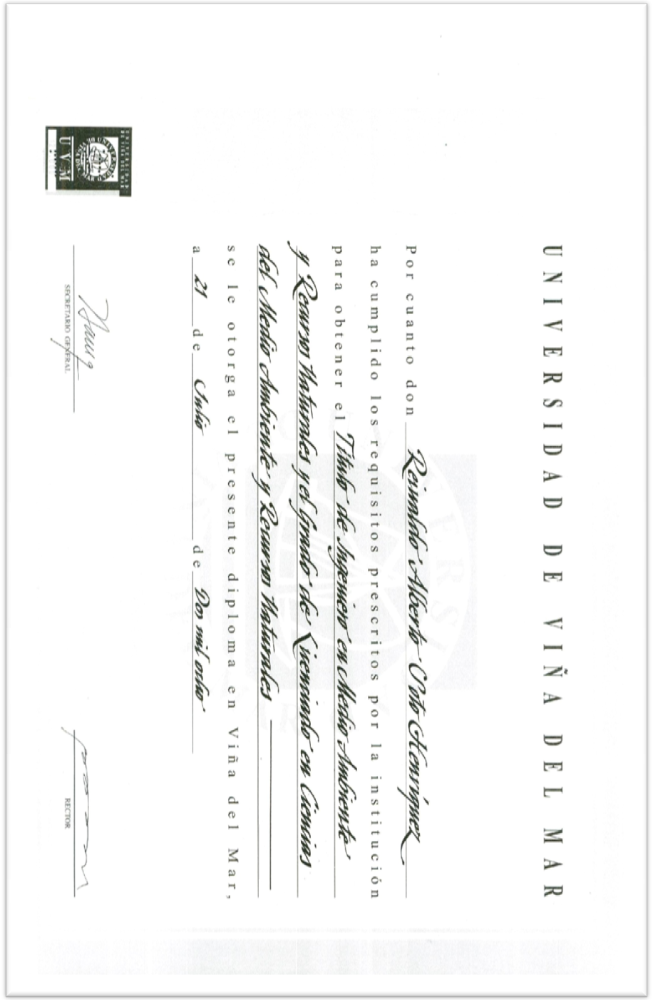 UNIVERSIDAD DE VIÑA DEL MAR
Por cuanto don Reinaldo Alberto Soto Henríquez
ha cumplido los requisitos prescritos por la institución
para obtener el Título de Ingeniero en Medio Ambiente
y Recursos Naturales y el Grado de Licenciado en Ciencias
del Medio Ambiente y Recursos Naturales
se le otorga el presente diploma en Viña del Mar,
a 21 de Julio de Dos mil ocho
SECRETARIO GENERAL
RECTOR
UNIVERSIDAD
DE VIÑA DEL MAR
UVM